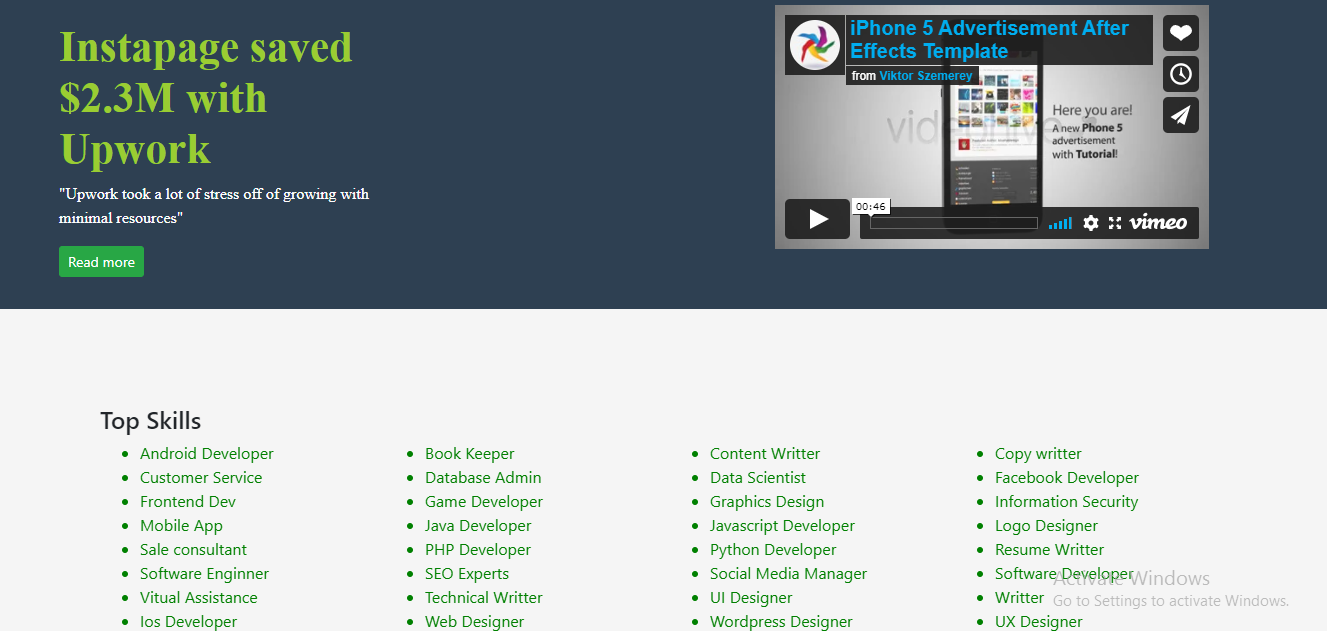 Instapage saved
$2.3M with
Upwork
"Upwork took a lot of stress off of growing with
minimal resources"
Read more
iPhone 5 Advertisement After
Effects Template
from Viktor Szemerey
videohive
Here you are!
A new Phone 5
advertisement
with Tutorial!
00:46
vimeo
Top Skills
Android Developer
Customer Service
Frontend Dev
Mobile App
Sale consultant
Software Enginner
Vitual Assistance
Ios Developer
Book Keeper
Database Admin
Game Developer
Java Developer
PHP Developer
SEO Experts
Technical Writter
Web Designer
Content Writter
Data Scientist
Graphics Design
Javascript Developer
Python Developer
Social Media Manager
UI Designer
Wordpress Designer
Copy writter
Facebook Developer
Information Security
Logo Designer
Resume Writter
Software Developer
Writter
UX Designer
Activate Windows
Go to Settings to activate Windows.